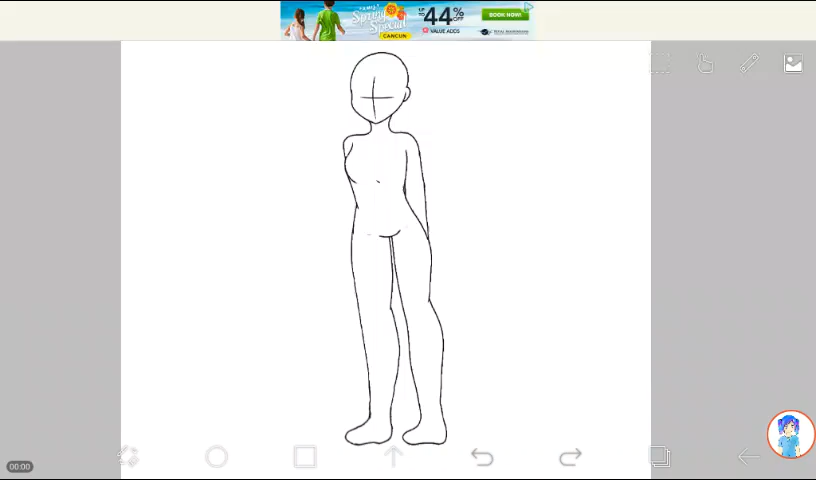 Spring
Special
CANCUN
UP TO 44% OFF
VALUE ADDS
BOOK NOW!
00:00